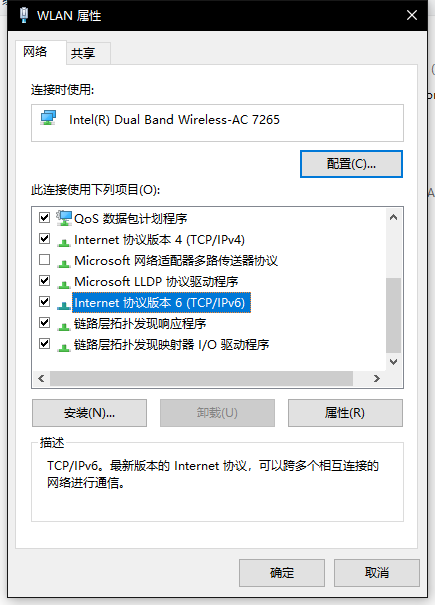 WLAN 属性
网络
共享
连接时使用:
Intel(R) Dual Band Wireless-AC 7265
配置(C)...
此连接使用下列项目(O):
QoS 数据包计划程序
Internet 协议版本 4 (TCP/IPv4)
Microsoft 网络适配器多路传送器协议
Microsoft LLDP 协议驱动程序
Internet 协议版本 6 (TCP/IPv6)
链路层拓扑发现响应程序
链路层拓扑发现映射器 I/O 驱动程序
安装(N)...
卸载(U)
属性(R)
描述
TCP/IPv6。最新版本的 Internet 协议，可以跨多个相互连接的
网络进行通信。
确定
取消